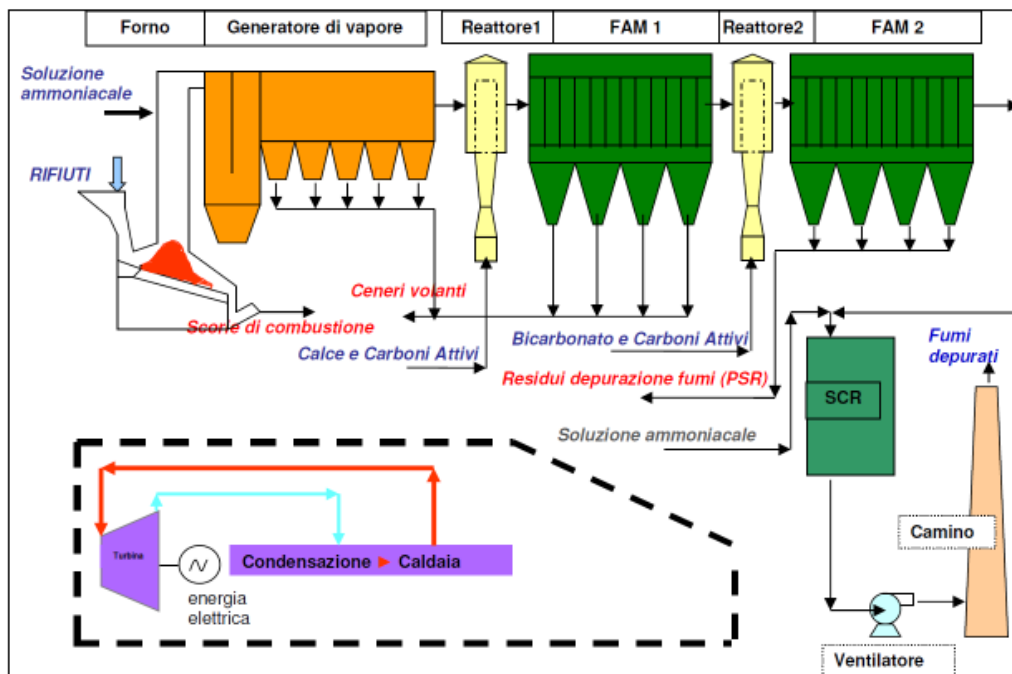 Forno
Generatore di vapore
Reattore1
FAM 1
Reattore2
FAM 2
Soluzione
ammoniacale
RIFIUTI
Ceneri volanti
Scorie di combustione
Calce e Carboni Attivi
Bicarbonato e Carboni Attivi
Residui depurazione fumi (PSR)
Soluzione ammoniacale
Fumi
depurati
SCR
Camino
Ventilatore
Turbina
Condensazione ► Caldaia
energia
elettrica